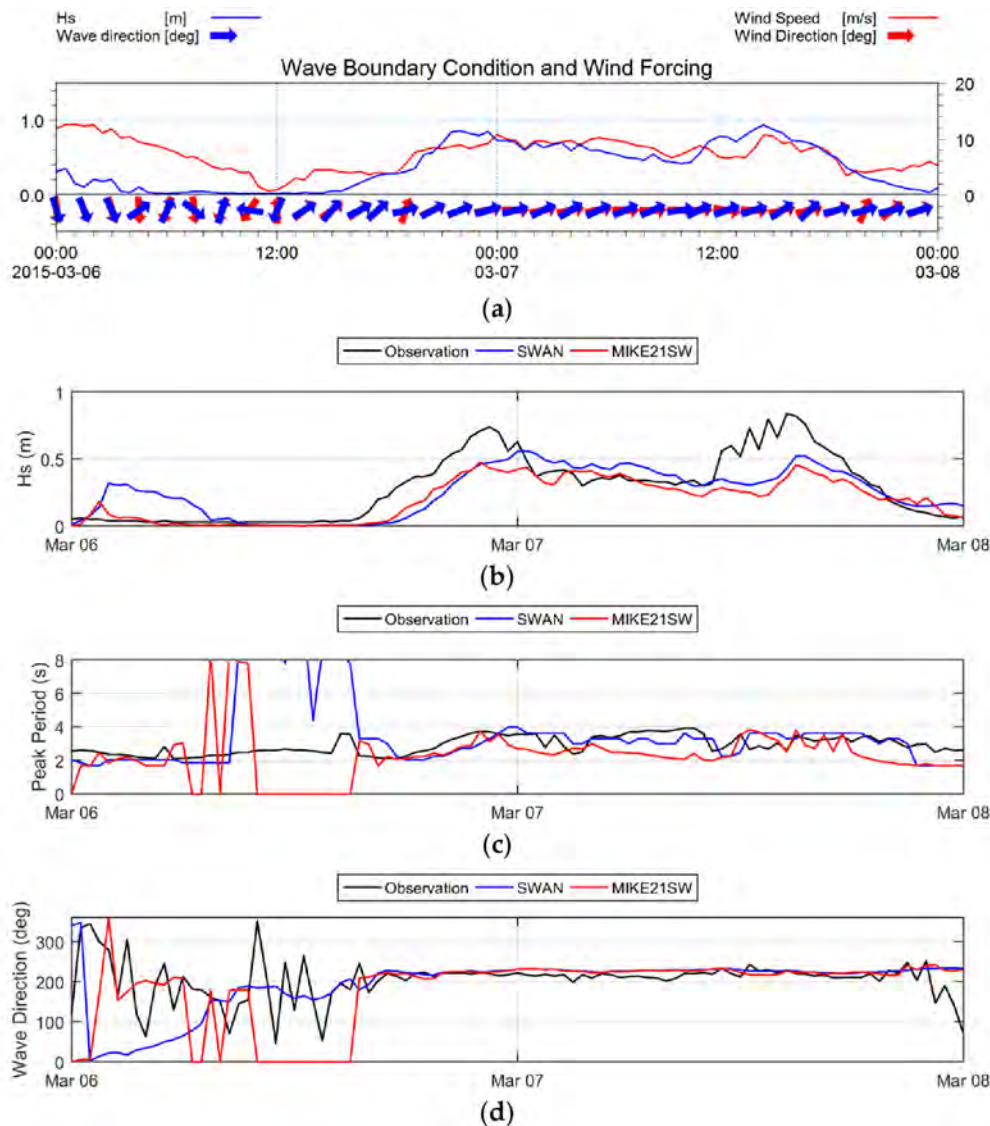 Hs [m] Wind Speed [m/s]
Wave direction [deg] Wind Direction [deg]
Wave Boundary Condition and Wind Forcing
20
1.0 10
0.0 0
00:00 12:00 00:00 12:00 00:00
2015-03-06 03-07 03-08
(a)
Observation SWAN MIKE21SW
1
0.5
0
Hs (m)
Mar 06 Mar 07 Mar 08
(b)
Observation SWAN MIKE21SW
8
6
4
2
0
Peak Period (s)
Mar 06 Mar 07 Mar 08
(c)
Observation SWAN MIKE21SW
300
200
100
0
Wave Direction (deg)
Mar 06 Mar 07 Mar 08
(d)